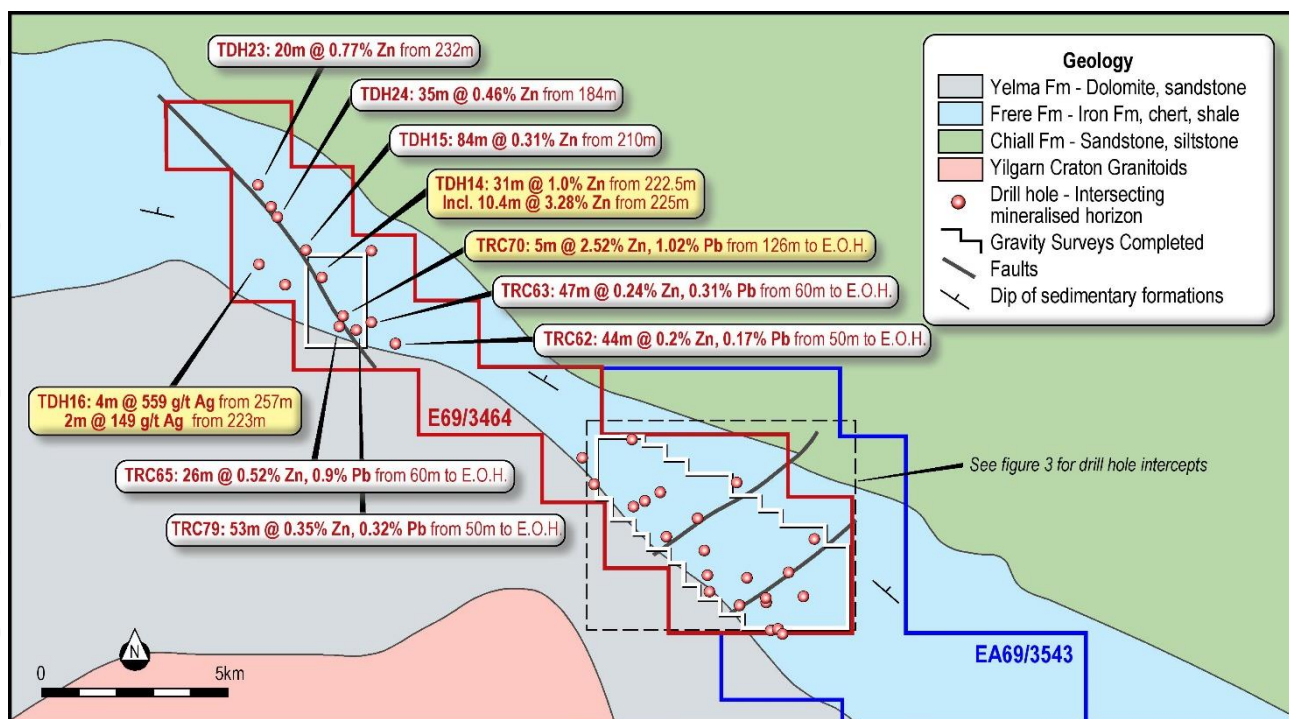 TDH23: 20m @ 0.77% Zn from 232m
TDH24: 35m @ 0.46% Zn from 184m
TDH15: 84m @ 0.31% Zn from 210m
TDH14: 31m @ 1.0% Zn from 222.5m
Incl. 10.4m @ 3.28% Zn from 225m
TRC70: 5m @ 2.52% Zn, 1.02% Pb from 126m to E.O.H.
TRC63: 47m @ 0.24% Zn, 0.31% Pb from 60m to E.O.H.
TRC62: 44m @ 0.2% Zn, 0.17% Pb from 50m to E.O.H.
TDH16: 4m @ 559 g/t Ag from 257m
2m @ 149 g/t Ag from 223m
E69/3464
TRC65: 26m @ 0.52% Zn, 0.9% Pb from 60m to E.O.H.
TRC79: 53m @ 0.35% Zn, 0.32% Pb from 50m to E.O.H.
See figure 3 for drill hole intercepts
EA69/3543
N
0 5km
Geology
Yelma Fm - Dolomite, sandstone
Frere Fm - Iron Fm, chert, shale
Chiall Fm - Sandstone, siltstone
Yilgarn Craton Granitoids
Drill hole - Intersecting
mineralised horizon
Gravity Surveys Completed
Faults
Dip of sedimentary formations